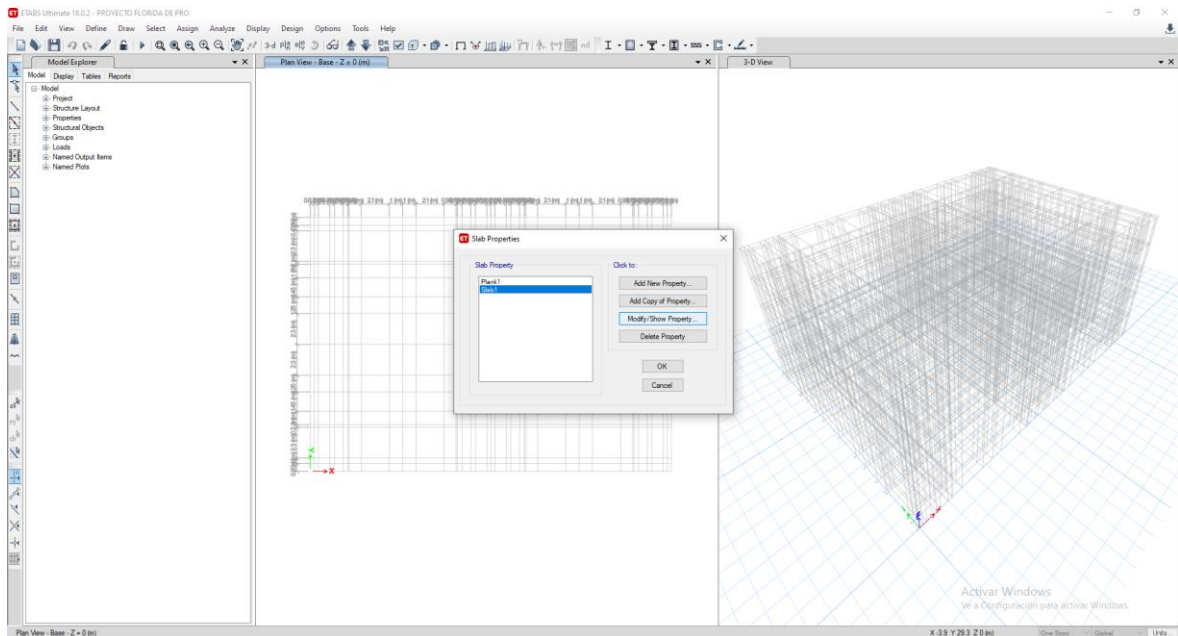 ETABS Ultimate 18.0.2 - PROYECTO FLORIDA DE PRO
File Edit View Define Draw Select Assign Analyze Display Design Options Tools Help
Model Explorer
Model Display Tables Reports
Model
Project
Structure Layout
Properties
Structural Objects
Groups
Loads
Named Output Items
Named Plots
Plan View - Base - Z = 0 (m)
X
Slab Properties
Slab Property
Plank1
Slab1
Click to:
Add New Property...
Add Copy of Property...
Modify/Show Property...
Delete Property
OK
Cancel
3-D View
Activar Windows
Ve a Configuración para activar Windows.
Plan View - Base - Z = 0 (m)
X -3.9 Y 29.3 Z 0 (m)
One Story
Global
Units...